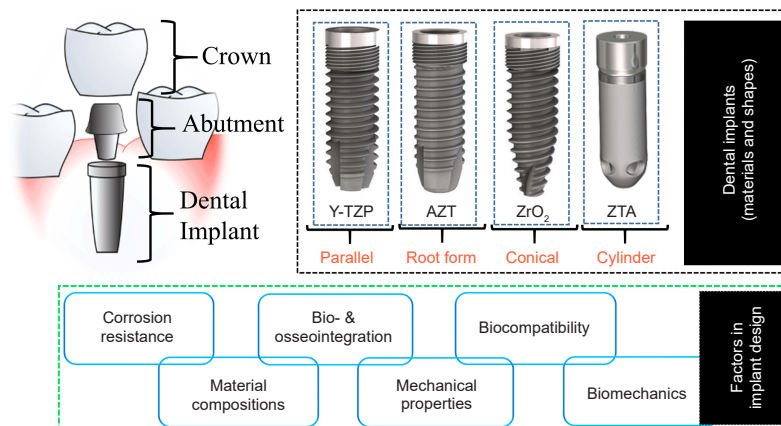 Crown
Abutment
Dental
Implant
Y-TZP
AZT
ZrO₂
ZTA
Parallel
Root form
Conical
Cylinder
Dental implants
(materials and shapes)
Corrosion
resistance
Bio- &
osseointegration
Biocompatibility
Material
compositions
Mechanical
properties
Biomechanics
Factors in
implant design